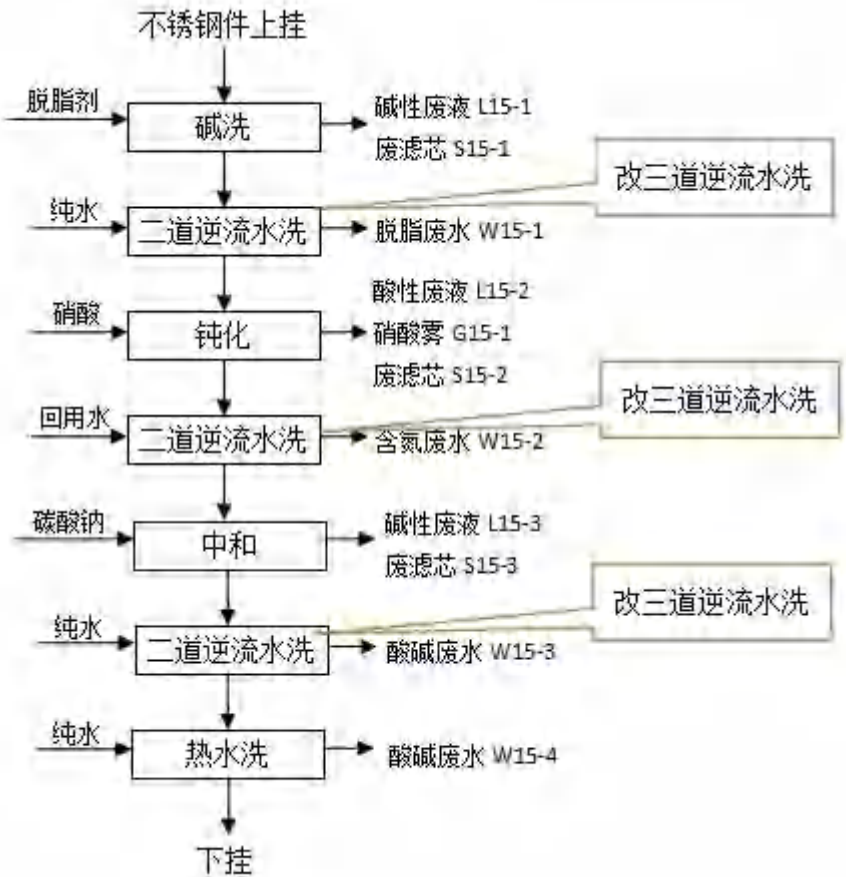 不锈钢件上挂
脱脂剂
碱洗
碱性废液 L15-1
废滤芯 S15-1
改三道逆流水洗
纯水
二道逆流水洗
脱脂废水 W15-1
硝酸
钝化
酸性废液 L15-2
硝酸雾 G15-1
废滤芯 S15-2
改三道逆流水洗
回用水
二道逆流水洗
含氮废水 W15-2
碳酸钠
中和
碱性废液 L15-3
废滤芯 S15-3
改三道逆流水洗
纯水
二道逆流水洗
酸碱废水 W15-3
纯水
热水洗
酸碱废水 W15-4
下挂